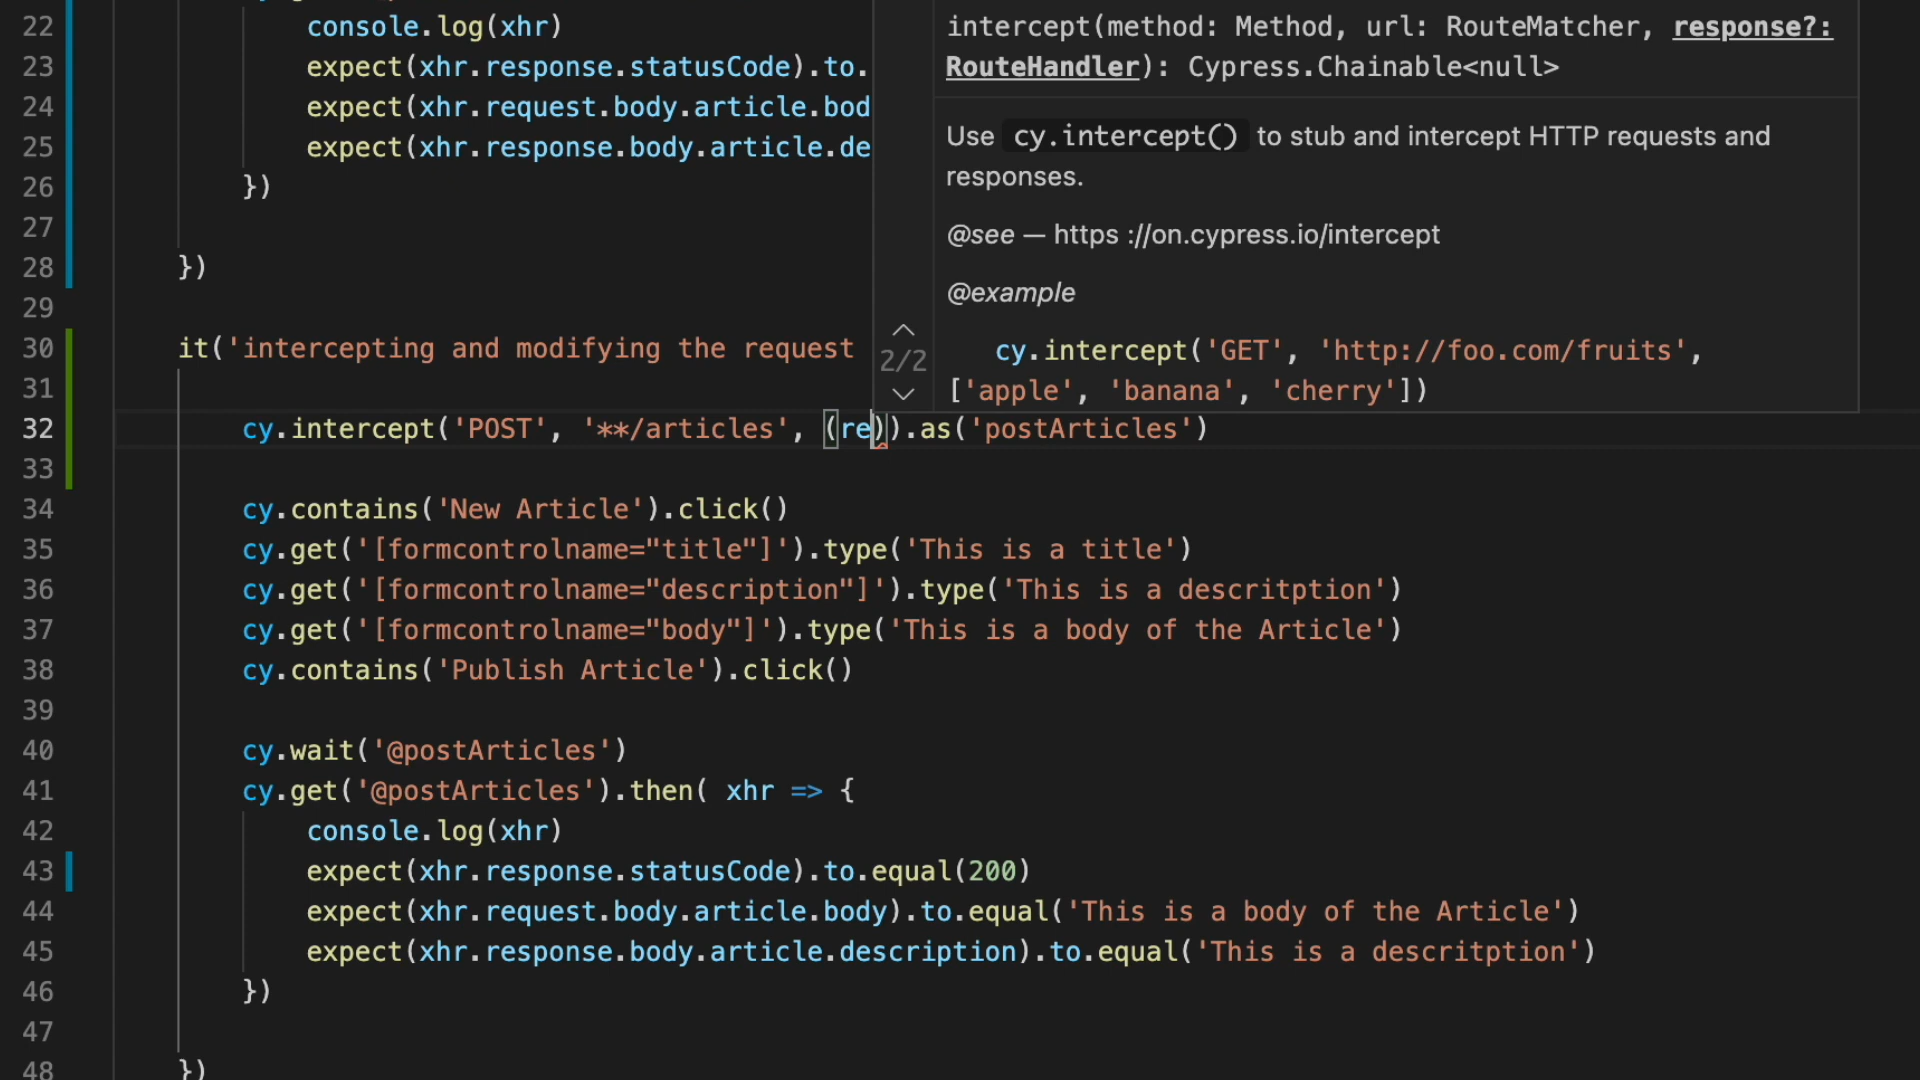 22 console.log(xhr)
23 expect(xhr.response.statusCode).to.
24 expect(xhr.request.body.article.bod
25 expect(xhr.response.body.article.de
26 })
27
28 })
29
30 it('intercepting and modifying the request
31
32 cy.intercept('POST', '**/articles', (re)).as('postArticles')
33
34 cy.contains('New Article').click()
35 cy.get('[formcontrolname="title"]').type('This is a title')
36 cy.get('[formcontrolname="description"]').type('This is a descritption')
37 cy.get('[formcontrolname="body"]').type('This is a body of the Article')
38 cy.contains('Publish Article').click()
39
40 cy.wait('@postArticles')
41 cy.get('@postArticles').then( xhr => {
42 console.log(xhr)
43 expect(xhr.response.statusCode).to.equal(200)
44 expect(xhr.request.body.article.body).to.equal('This is a body of the Article')
45 expect(xhr.response.body.article.description).to.equal('This is a descritption')
46 })
47
48 })
2/2
intercept(method: Method, url: RouteMatcher, response?:
RouteHandler): Cypress.Chainable<null>
Use cy.intercept() to stub and intercept HTTP requests and
responses.
@see — https ://on.cypress.io/intercept
@example
cy.intercept('GET', 'http://foo.com/fruits',
['apple', 'banana', 'cherry'])